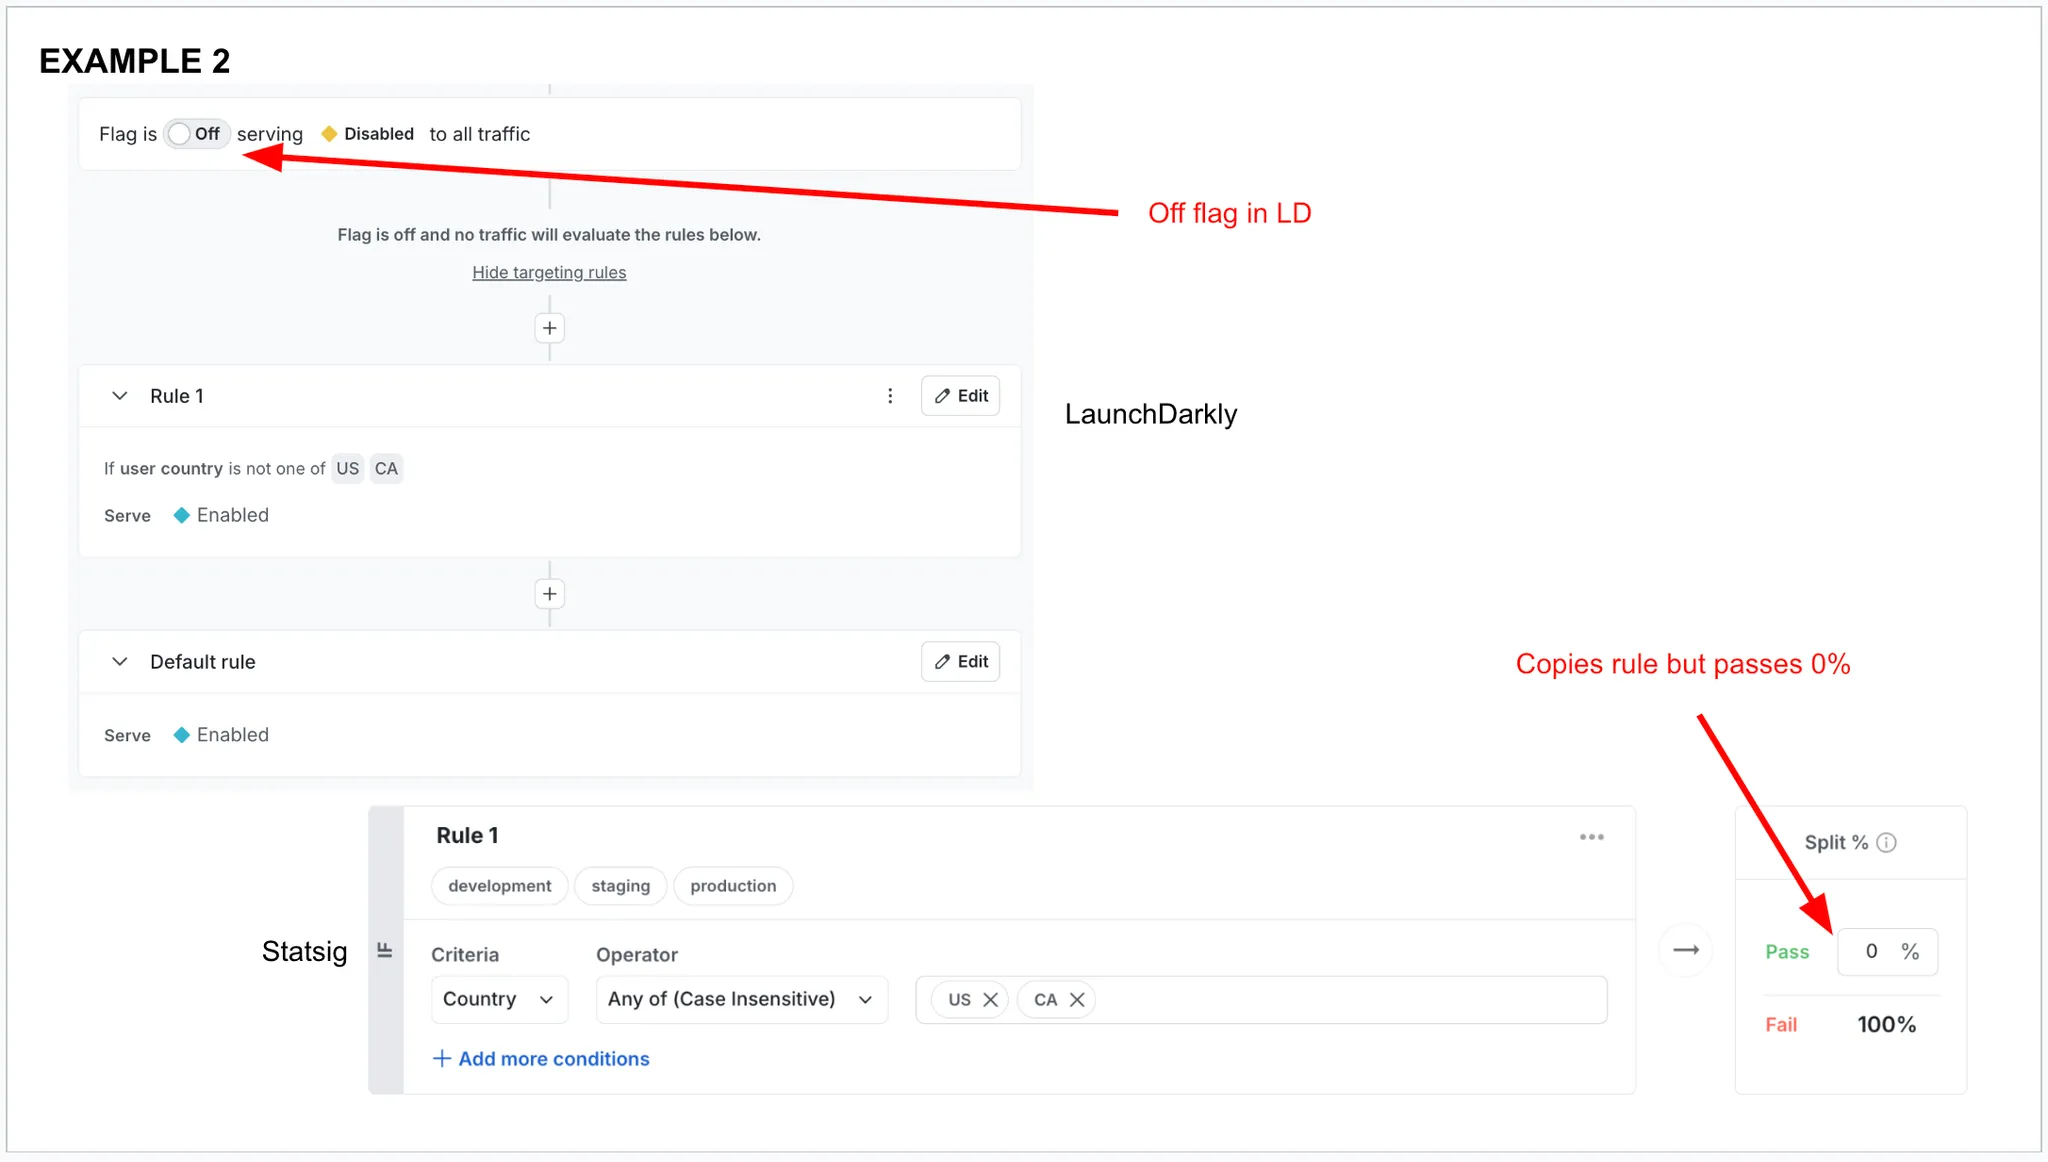 EXAMPLE 2
Flag is Off serving Disabled to all traffic
Off flag in LD
Flag is off and no traffic will evaluate the rules below.
Hide targeting rules
Rule 1
Edit
LaunchDarkly
If user country is not one of US CA
Serve Enabled
Default rule
Edit
Copies rule but passes 0%
Serve Enabled
Rule 1
Split %
development staging production
Statsig
IF
Criteria
Operator
Pass 0 %
Country
Any of (Case Insensitive)
US CA
Fail 100%
Add more conditions